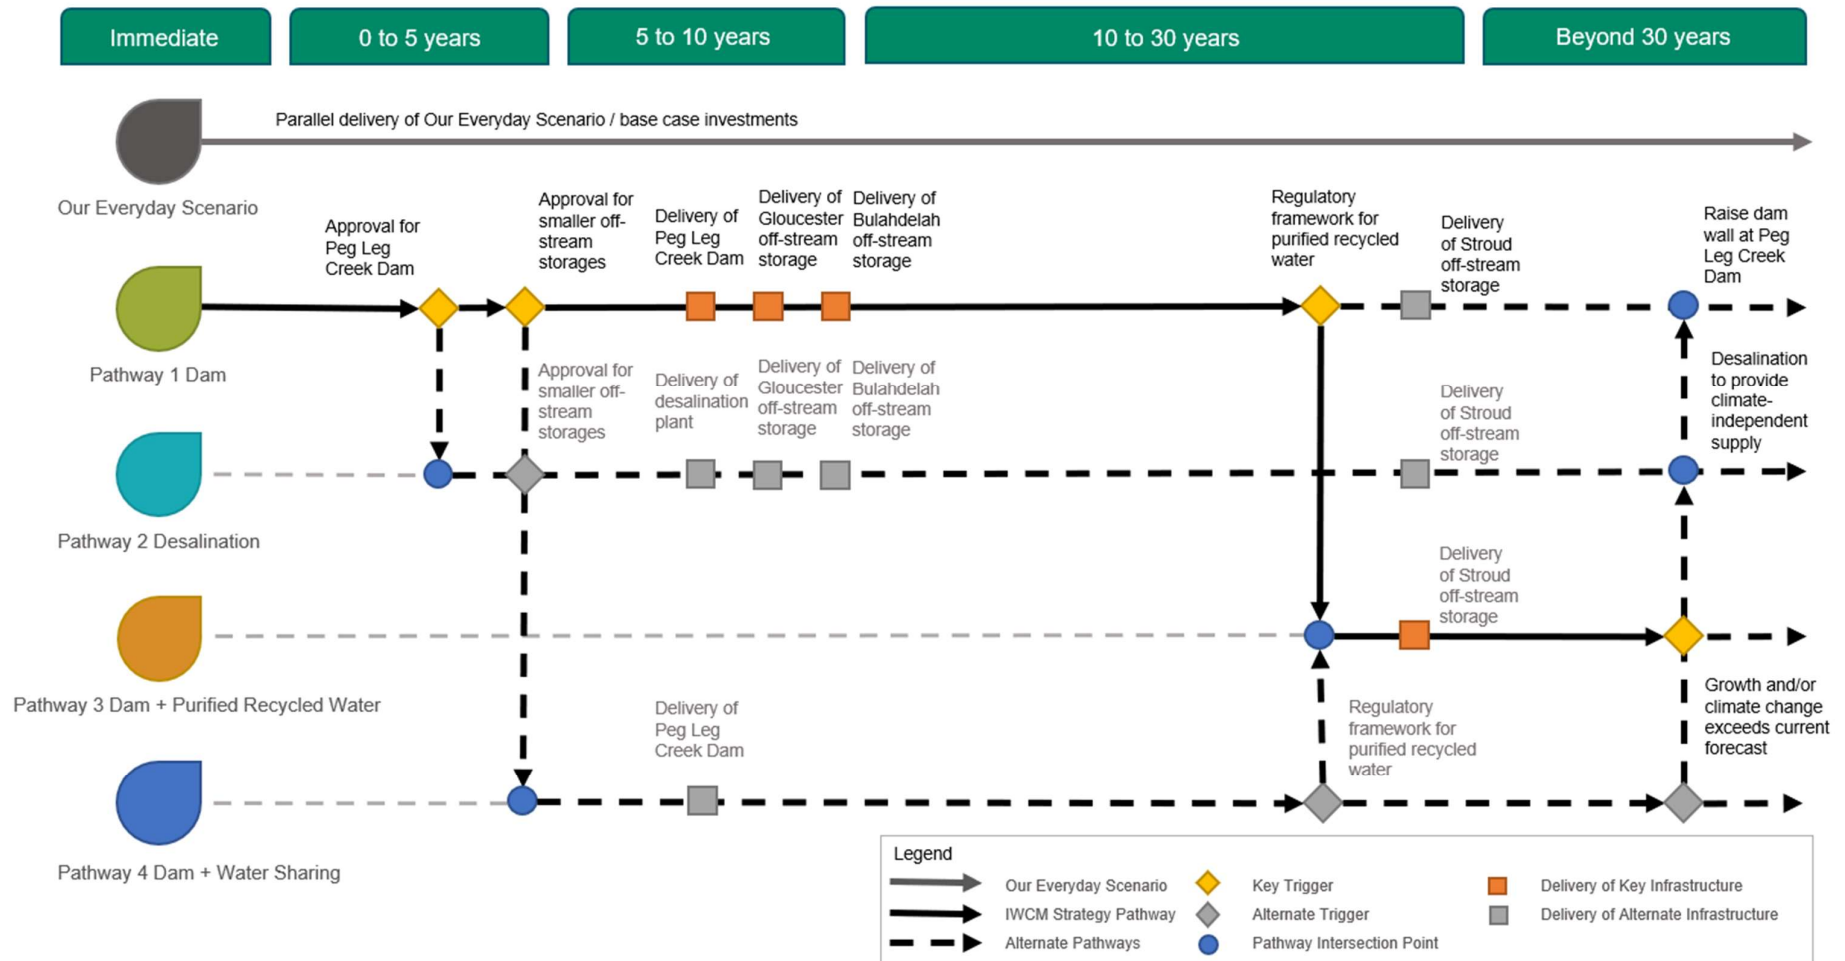 Immediate
0 to 5 years
5 to 10 years
10 to 30 years
Beyond 30 years
Parallel delivery of Our Everyday Scenario / base case investments
Our Everyday Scenario
Approval for
Peg Leg
Creek Dam
Approval for
smaller off-
stream
storages
Delivery of
Peg Leg
Creek Dam
Delivery of
Gloucester
off-stream
storage
Delivery of
Bulahdelah
off-stream
storage
Regulatory
framework for
purified recycled
water
Delivery
of Stroud
off-stream
storage
Raise dam
wall at Peg
Leg Creek
Dam
Pathway 1 Dam
Approval for
smaller off-
stream
storages
Delivery of
desalination
plant
Delivery of
Gloucester
off-stream
storage
Delivery of
Bulahdelah
off-stream
storage
Delivery
of Stroud
off-stream
storage
Desalination
to provide
climate-
independent
supply
Pathway 2 Desalination
Delivery
of Stroud
off-stream
storage
Pathway 3 Dam + Purified Recycled Water
Delivery of
Peg Leg
Creek Dam
Regulatory
framework for
purified recycled
water
Growth and/or
climate change
exceeds current
forecast
Pathway 4 Dam + Water Sharing
Legend
Our Everyday Scenario
Key Trigger
Delivery of Key Infrastructure
IWCM Strategy Pathway
Alternate Trigger
Delivery of Alternate Infrastructure
Alternate Pathways
Pathway Intersection Point